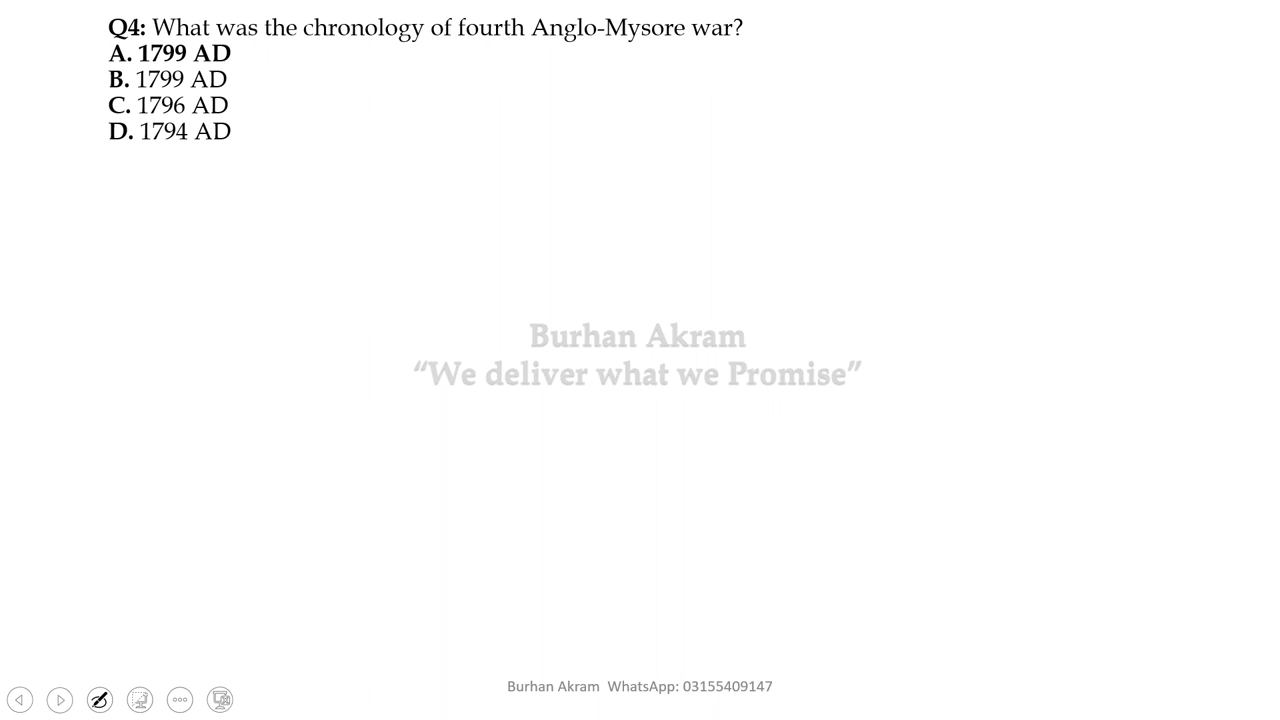 Q4: What was the chronology of fourth Anglo-Mysore war?
A. 1799 AD
B. 1799 AD
C. 1796 AD
D. 1794 AD
Burhan Akram
“We deliver what we Promise”
Burhan Akram WhatsApp: 03155409147